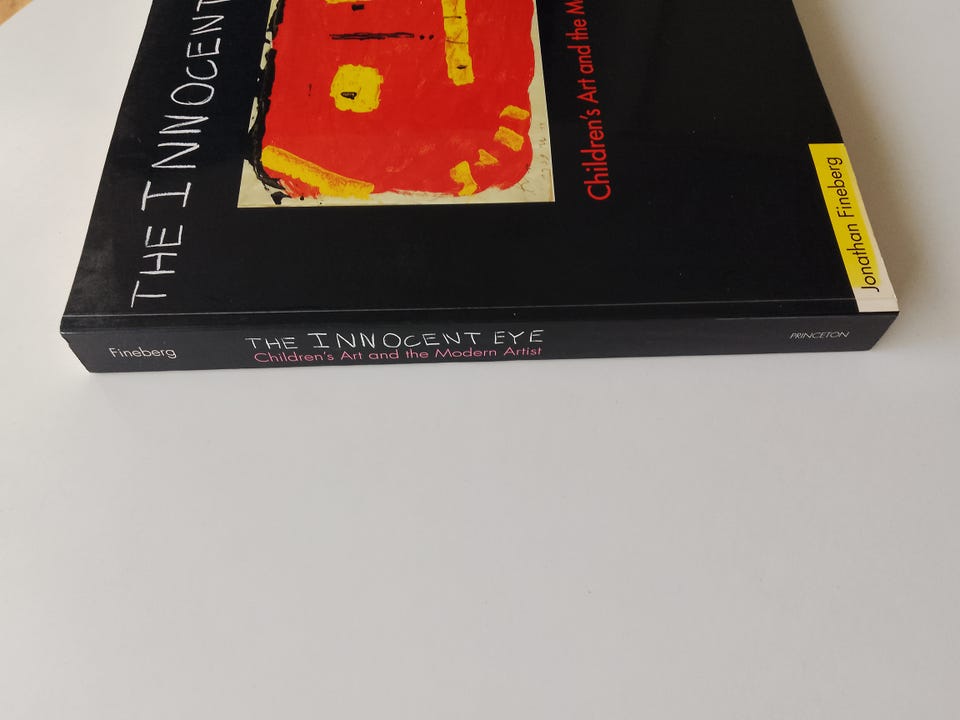 THE INNOCENT
Children's Art and the M
Jonathan Fineberg
Fineberg
THE INNOCENT EYE
Children's Art and the Modern Artist
PRINCETON